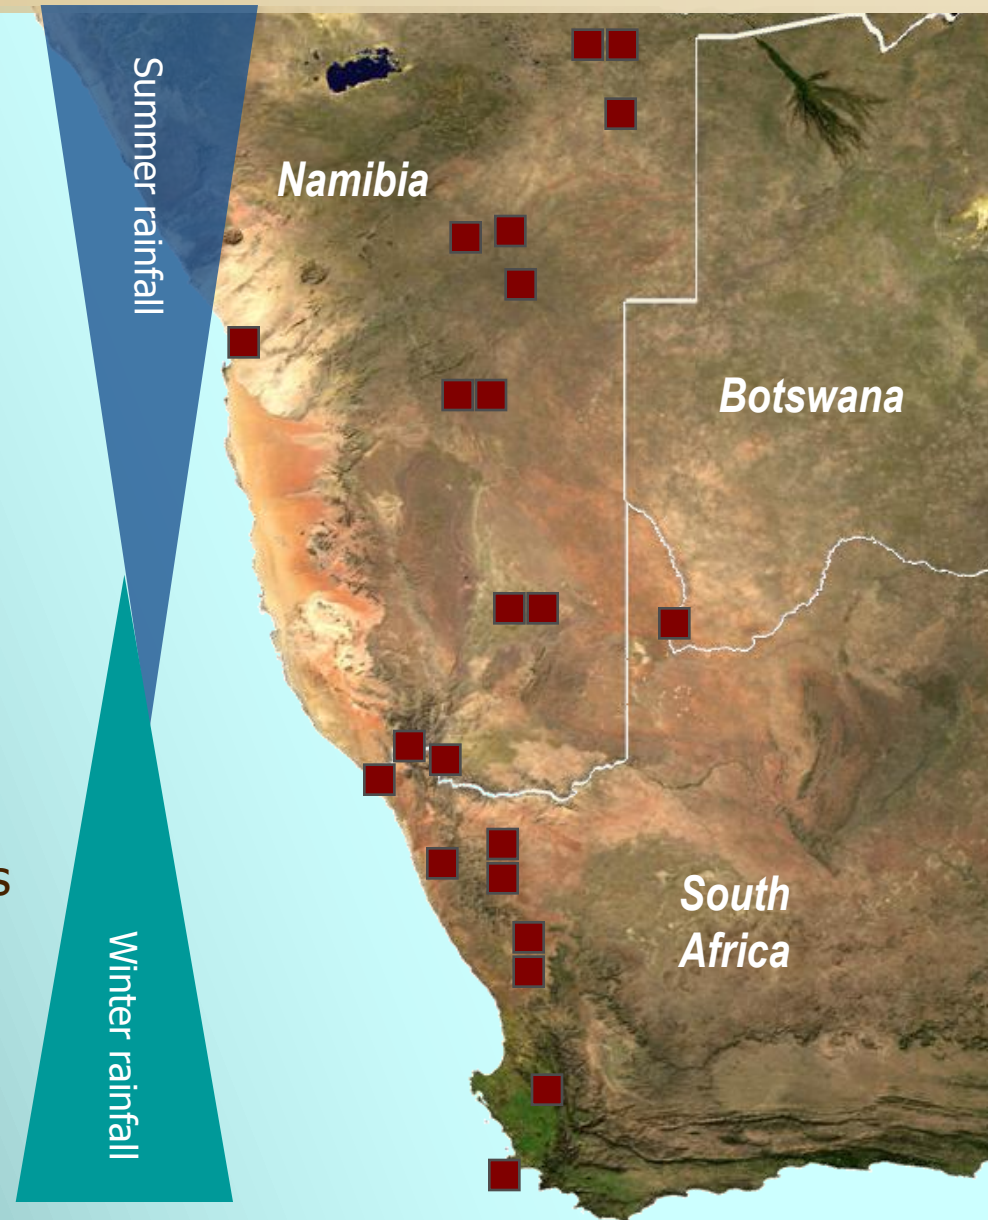 Summer rainfall
Namibia
Botswana
s
South
Africa
Winter rainfall